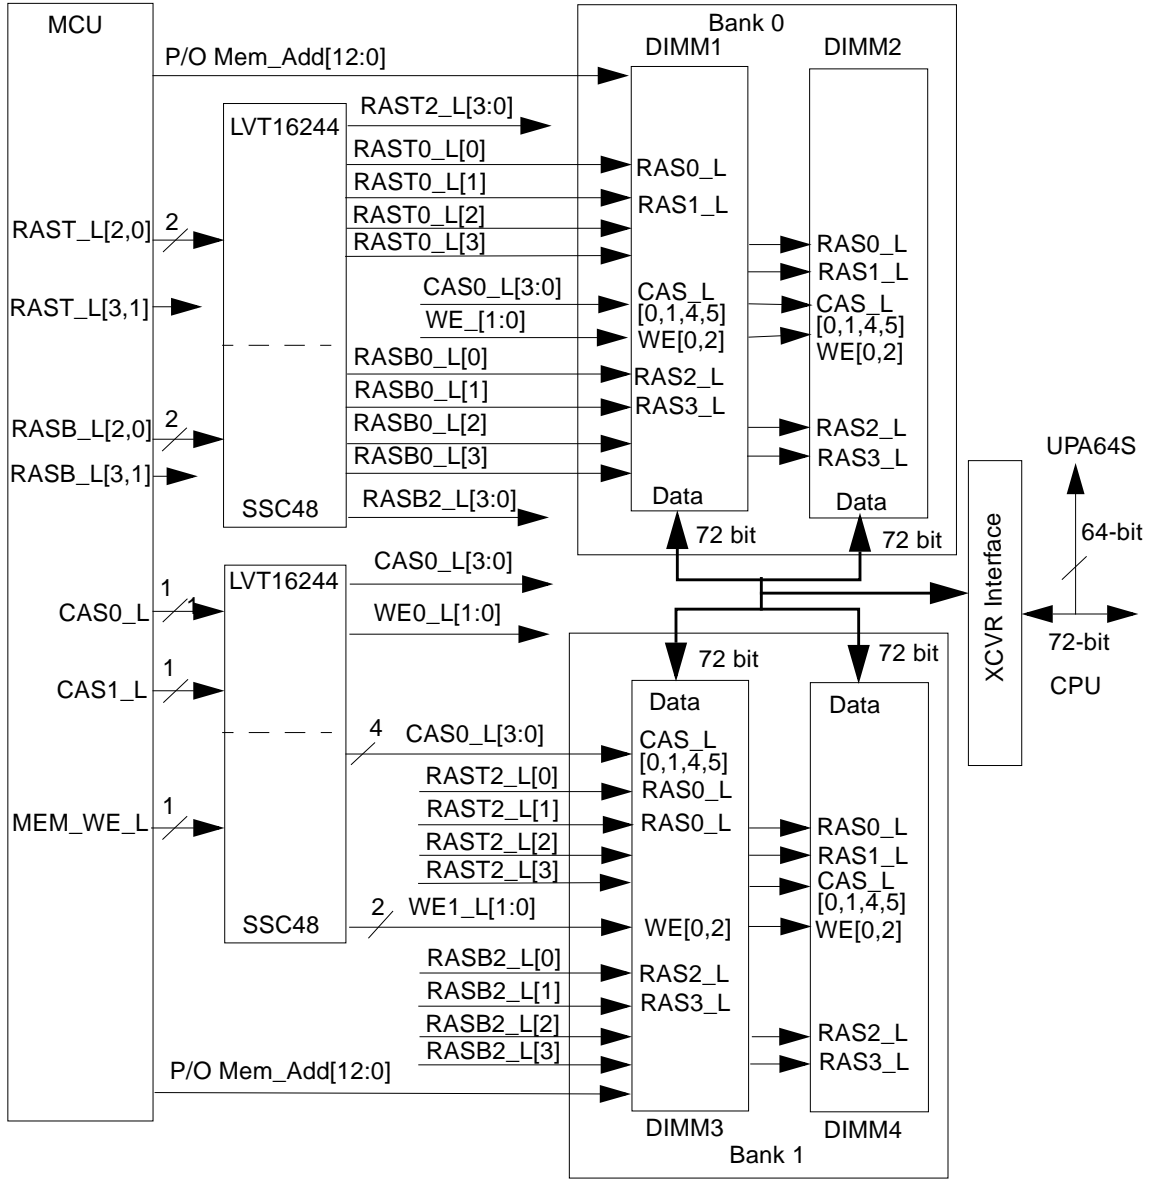 MCU
P/O Mem_Add[12:0]
LVT16244
RAST2_L[3:0]
RAST0_L[0]
RAST0_L[1]
RAST0_L[2]
RAST0_L[3]
RAST_L[2,0]
2
RAST_L[3,1]
CAS0_L[3:0]
WE_[1:0]
RASB0_L[0]
RASB0_L[1]
RASB0_L[2]
RASB0_L[3]
RASB_L[2,0]
2
RASB_L[3,1]
SSC48
RASB2_L[3:0]
Bank 0
DIMM1
DIMM2
RAS0_L
RAS1_L
CAS_L
[0,1,4,5]
WE[0,2]
RAS2_L
RAS3_L
Data
72 bit
RAS0_L
RAS1_L
CAS_L
[0,1,4,5]
WE[0,2]
RAS2_L
RAS3_L
Data
72 bit
XCVR Interface
UPA64S
64-bit
72-bit
CPU
LVT16244
CAS0_L[3:0]
WE0_L[1:0]
CAS0_L
1
1
CAS1_L
1
MEM_WE_L
1
4
CAS0_L[3:0]
RAST2_L[0]
RAST2_L[1]
RAST2_L[2]
RAST2_L[3]
2
WE1_L[1:0]
SSC48
RASB2_L[0]
RASB2_L[1]
RASB2_L[2]
RASB2_L[3]
P/O Mem_Add[12:0]
72 bit
Data
CAS_L
[0,1,4,5]
RAS0_L
RAS0_L
WE[0,2]
RAS2_L
RAS3_L
72 bit
Data
RAS0_L
RAS1_L
CAS_L
[0,1,4,5]
WE[0,2]
RAS2_L
RAS3_L
DIMM3
DIMM4
Bank 1